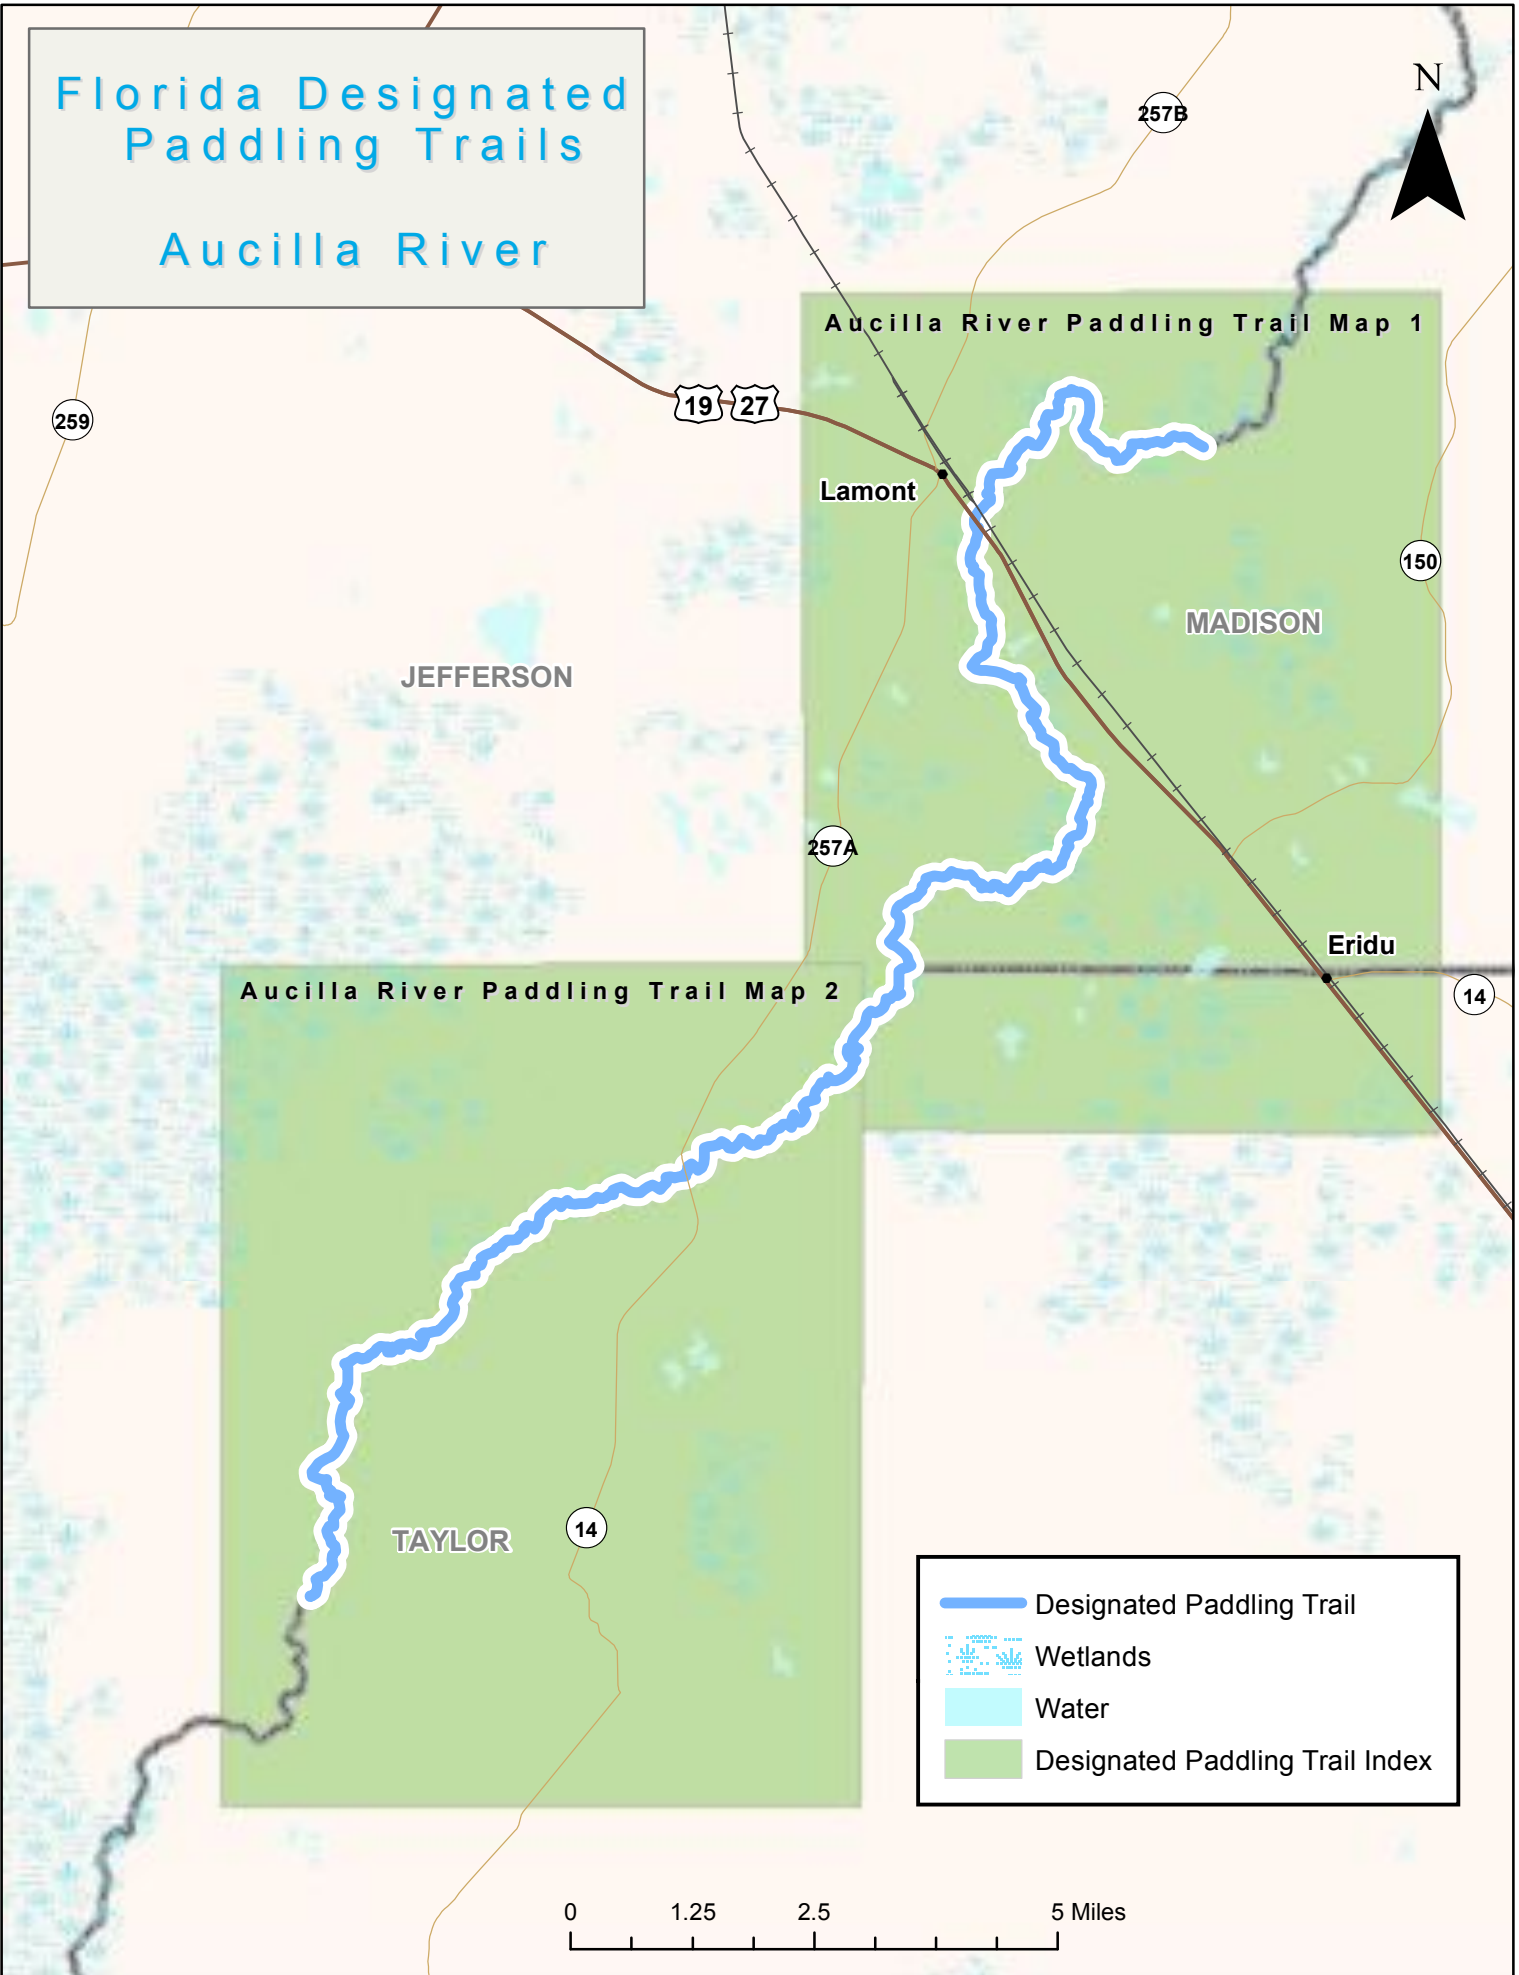 Florida Designated
Paddling Trails
Aucilla River
N
257B
Aucilla River Paddling Trail Map 1
19 27
259
Lamont
150
MADISON
JEFFERSON
257A
Eridu
Aucilla River Paddling Trail Map 2
14
TAYLOR
14
Designated Paddling Trail
Wetlands
Water
Designated Paddling Trail Index
0 1.25 2.5 5 Miles